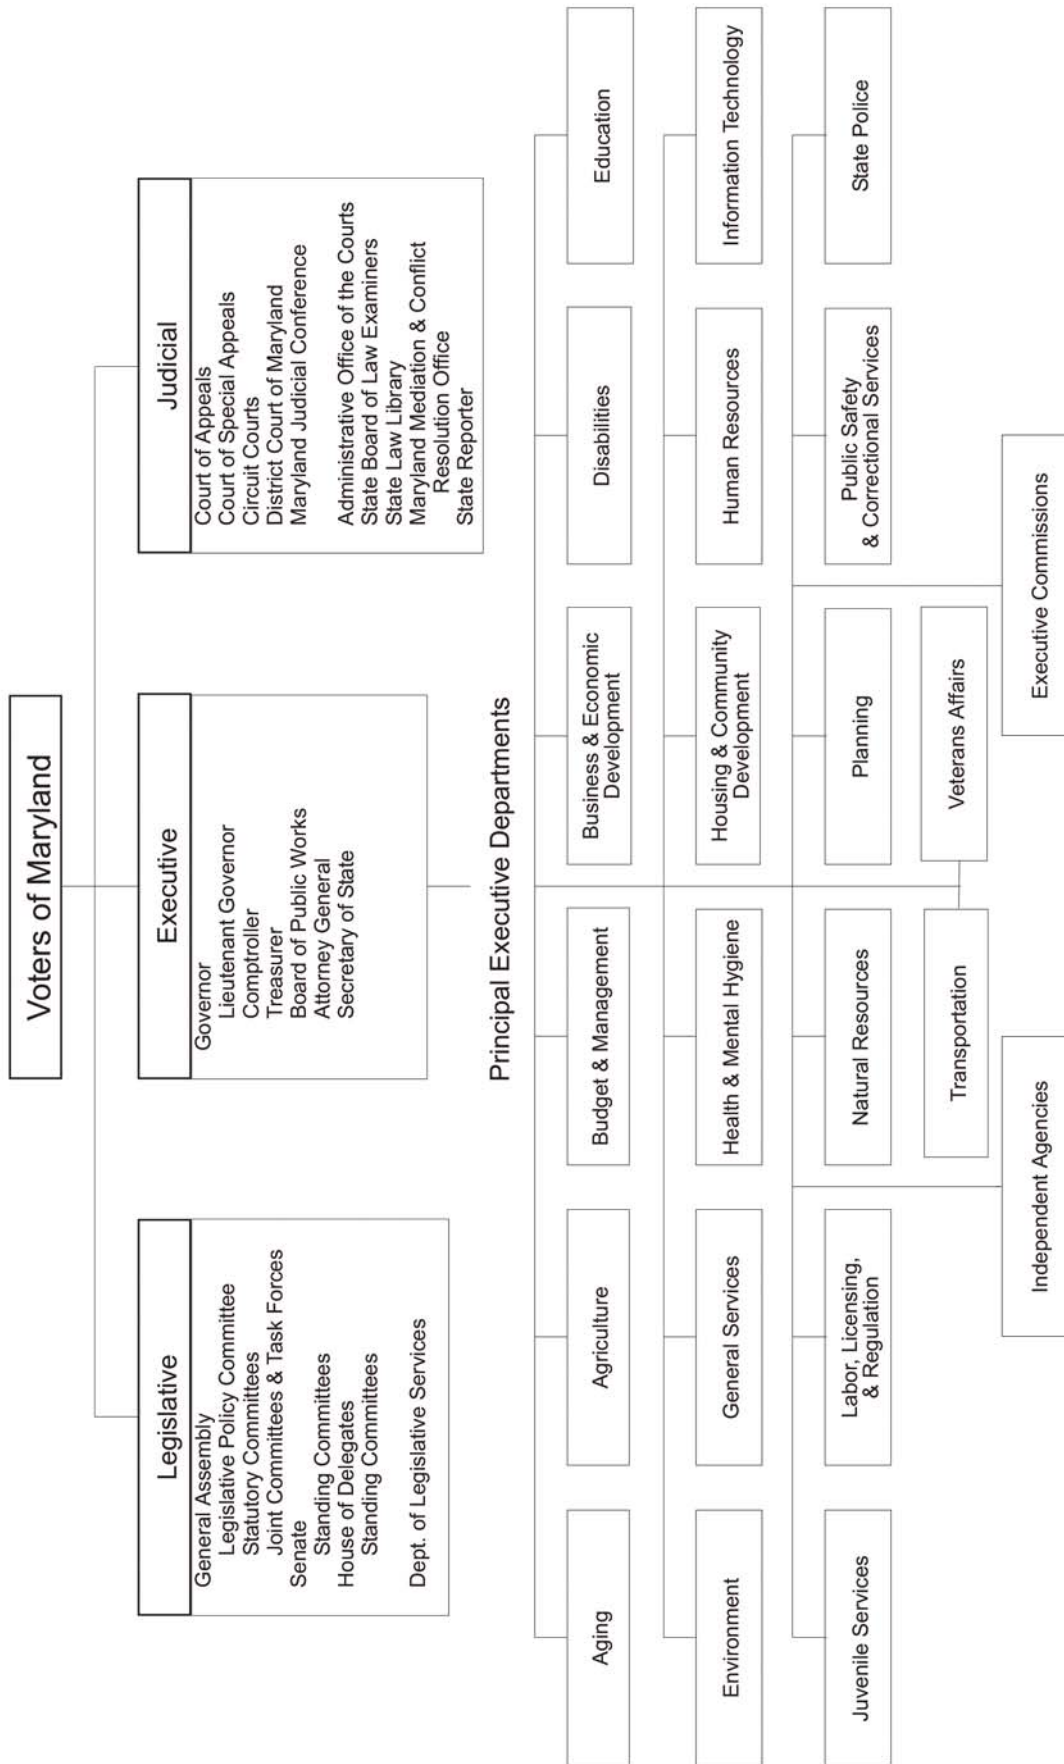 Voters of Maryland
Legislative
General Assembly
Legislative Policy Committee
Statutory Committees
Joint Committees & Task Forces
Senate
Standing Committees
House of Delegates
Standing Committees
Dept. of Legislative Services
Executive
Governor
Lieutenant Governor
Comptroller
Treasurer
Board of Public Works
Attorney General
Secretary of State
Judicial
Court of Appeals
Court of Special Appeals
Circuit Courts
District Court of Maryland
Maryland Judicial Conference
Administrative Office of the Courts
State Board of Law Examiners
State Law Library
Maryland Mediation & Conflict
Resolution Office
State Reporter
Principal Executive Departments
Aging
Agriculture
Budget & Management
Business & Economic
Development
Disabilities
Education
Environment
General Services
Health & Mental Hygiene
Housing & Community
Development
Human Resources
Information Technology
Juvenile Services
Labor, Licensing,
& Regulation
Natural Resources
Planning
Public Safety
& Correctional Services
State Police
Transportation
Veterans Affairs
Independent Agencies
Executive Commissions